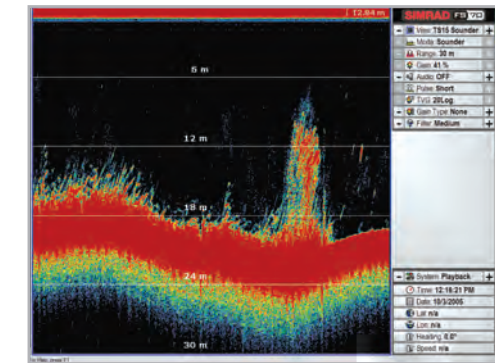 12.84 m
SIMRAD FS 70
6 m
12 m
18 m
24 m
30 m
View: TS15 Sounder
Mode: Sounder
Range: 30 m
Gain: 41 %
Audio: OFF
Pulse: Short
TVG: 20Log
Gain Type: None
Filter: Medium
System: Playback
Time: 12:16:21 PM
Date: 10/3/2005
Lat: n/a
Lon: n/a
Heading: 0.0°
Speed: n/a